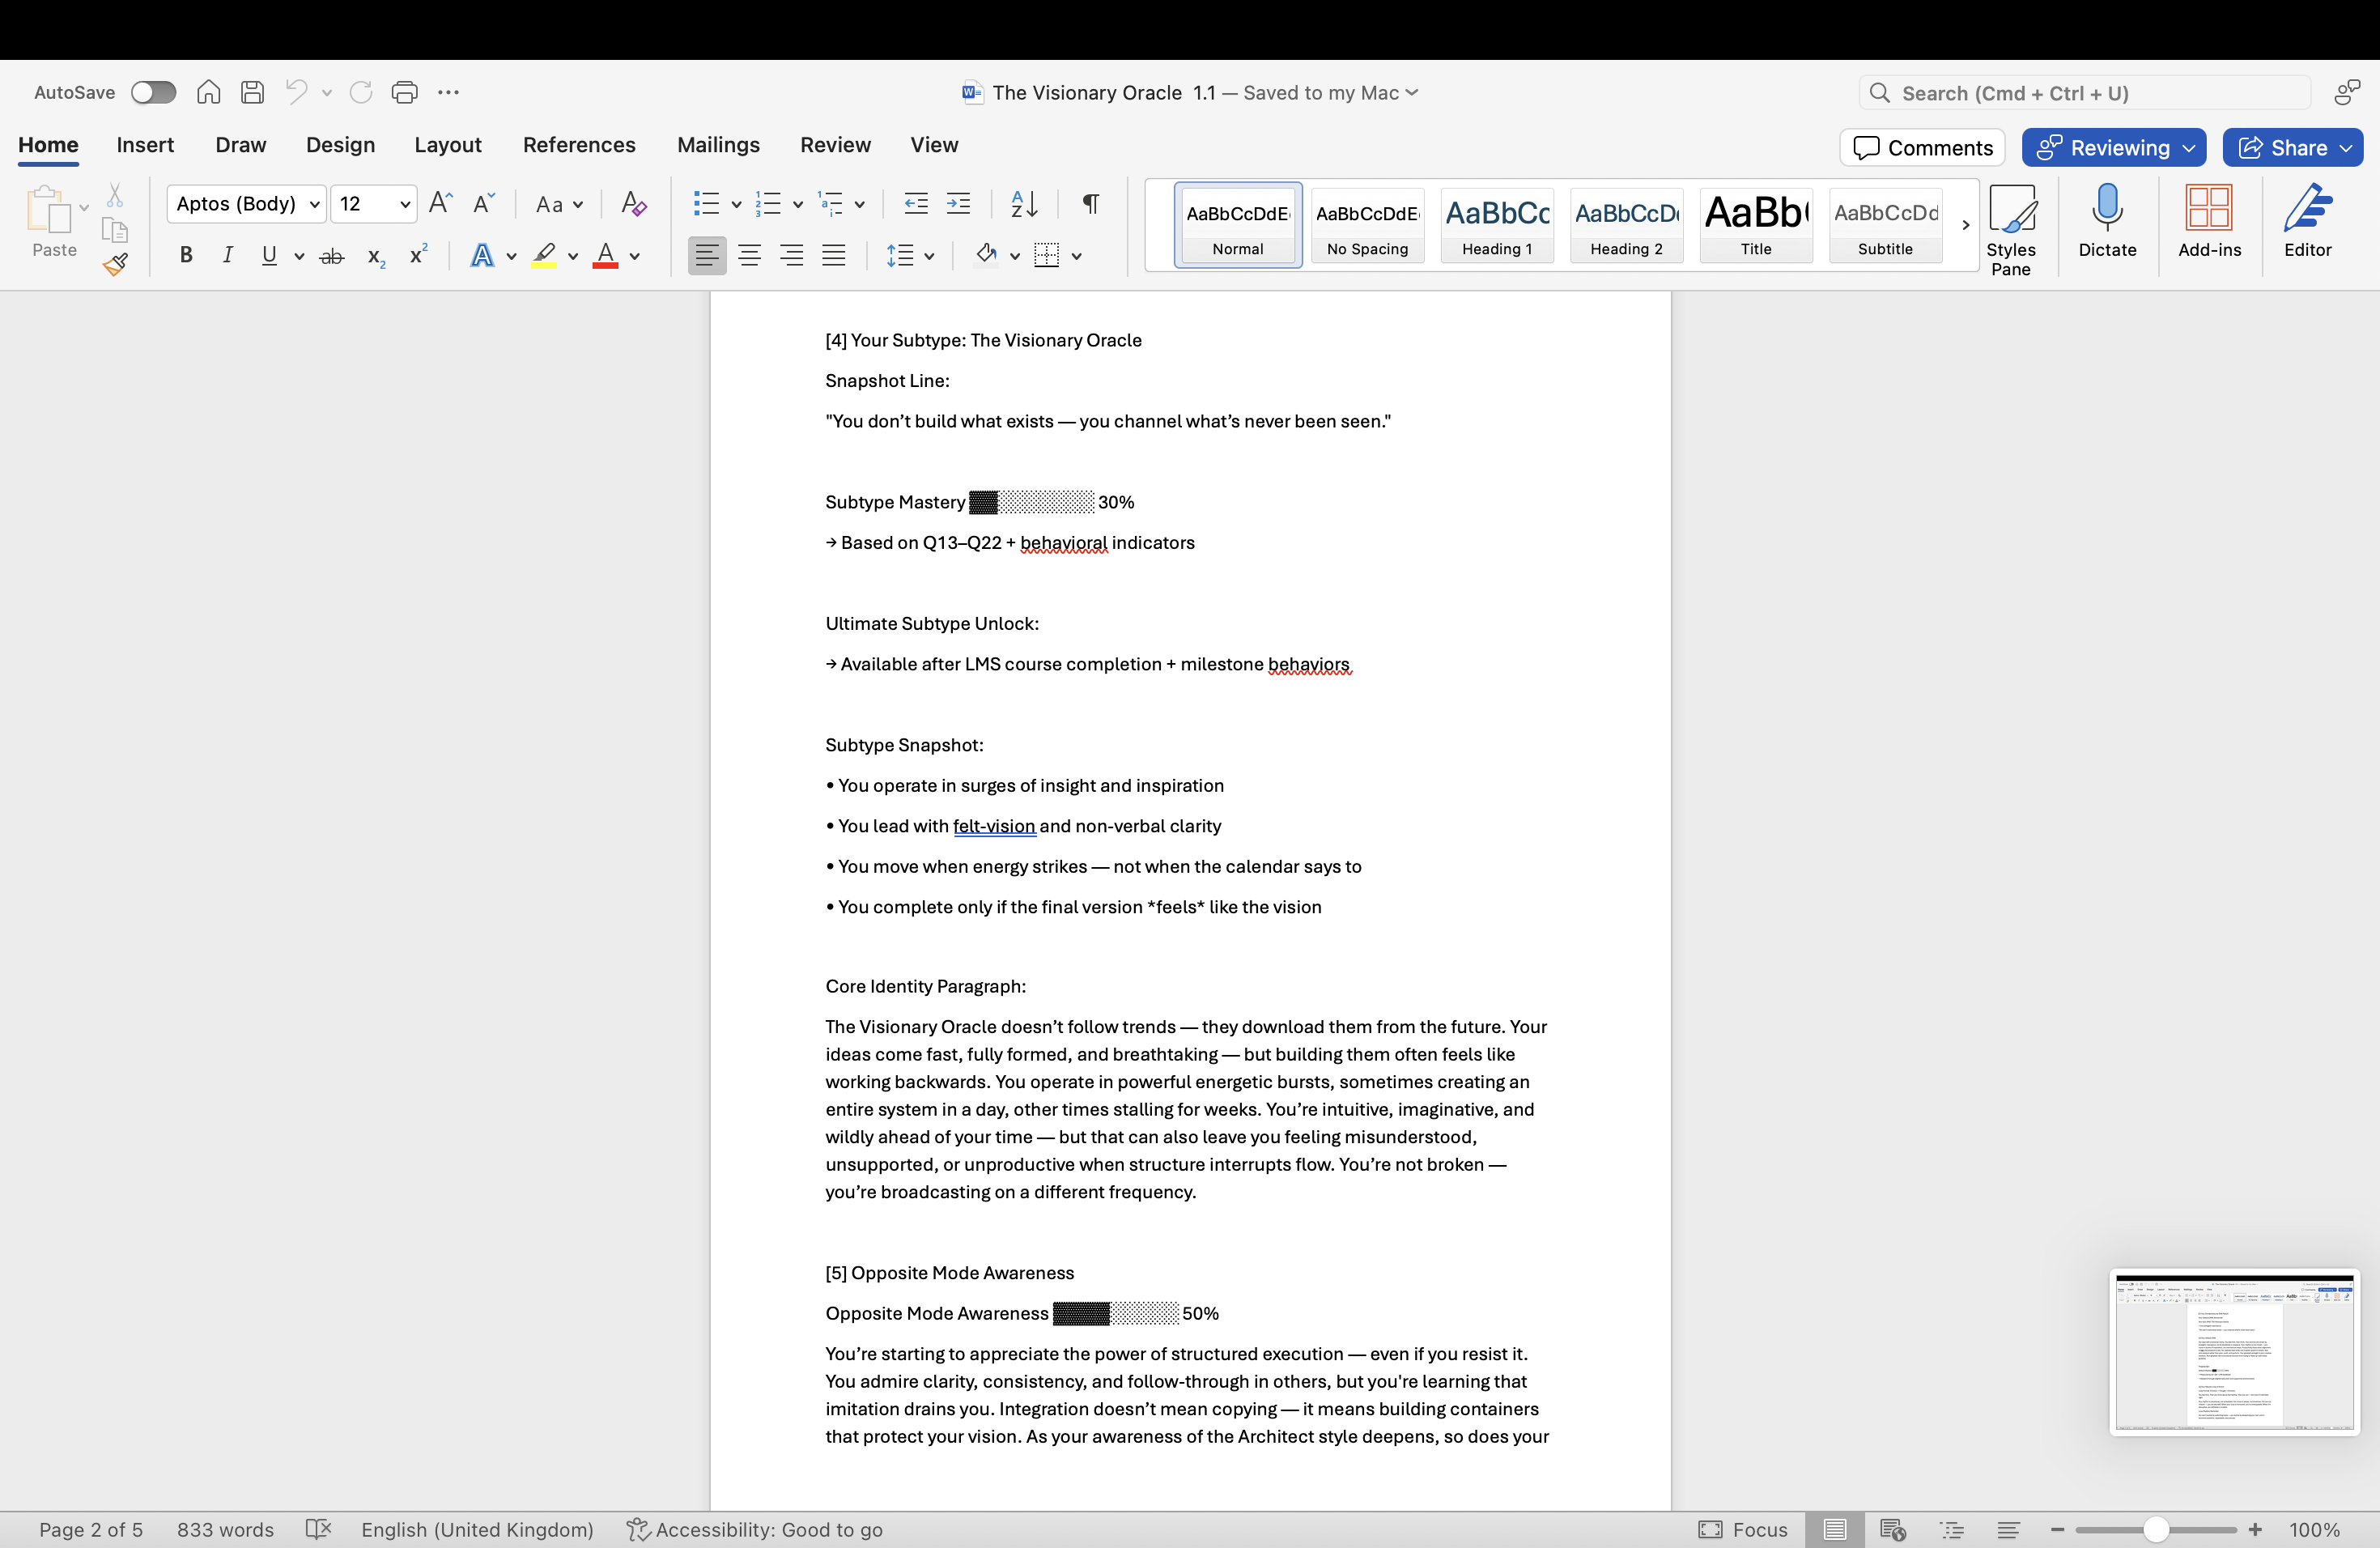 AutoSave
The Visionary Oracle 1.1 — Saved to my Mac
Search (Cmd + Ctrl + U)
Home Insert Draw Design Layout References Mailings Review View
Comments Reviewing Share
Paste
Aptos (Body) 12
AaBbCcDdE AaBbCcDdE AaBbCc AaBbCcD AaBb AaBbCcDd
Normal No Spacing Heading 1 Heading 2 Title Subtitle
Styles Pane
Dictate
Add-ins
Editor
[4] Your Subtype: The Visionary Oracle
Snapshot Line:
"You don’t build what exists — you channel what’s never been seen."
Subtype Mastery ▓▓░░░░░░░ 30%
→ Based on Q13–Q22 + behavioral indicators
Ultimate Subtype Unlock:
→ Available after LMS course completion + milestone behaviors
Subtype Snapshot:
• You operate in surges of insight and inspiration
• You lead with felt-vision and non-verbal clarity
• You move when energy strikes — not when the calendar says to
• You complete only if the final version *feels* like the vision
Core Identity Paragraph:
The Visionary Oracle doesn’t follow trends — they download them from the future. Your
ideas come fast, fully formed, and breathtaking — but building them often feels like
working backwards. You operate in powerful energetic bursts, sometimes creating an
entire system in a day, other times stalling for weeks. You’re intuitive, imaginative, and
wildly ahead of your time — but that can also leave you feeling misunderstood,
unsupported, or unproductive when structure interrupts flow. You’re not broken —
you’re broadcasting on a different frequency.
[5] Opposite Mode Awareness
Opposite Mode Awareness ▓▓▓▓░░░░░ 50%
You’re starting to appreciate the power of structured execution — even if you resist it.
You admire clarity, consistency, and follow-through in others, but you're learning that
imitation drains you. Integration doesn’t mean copying — it means building containers
that protect your vision. As your awareness of the Architect style deepens, so does your
Page 2 of 5 833 words English (United Kingdom) Accessibility: Good to go Focus 100%